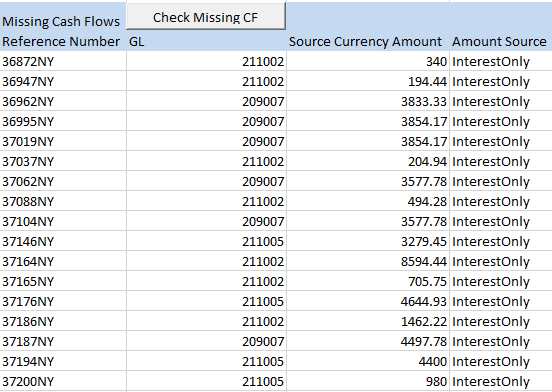 Missing Cash Flows Check Missing CF
Reference Number GL Source Currency Amount Amount Source
36872NY 211002 340 InterestOnly
36947NY 211002 194.44 InterestOnly
36962NY 209007 3833.33 InterestOnly
36995NY 209007 3854.17 InterestOnly
37019NY 209007 3854.17 InterestOnly
37037NY 211002 204.94 InterestOnly
37062NY 209007 3577.78 InterestOnly
37088NY 211002 494.28 InterestOnly
37104NY 209007 3577.78 InterestOnly
37146NY 211005 3279.45 InterestOnly
37164NY 211002 8594.44 InterestOnly
37165NY 211002 705.75 InterestOnly
37176NY 211005 4644.93 InterestOnly
37186NY 211002 1462.22 InterestOnly
37187NY 209007 4497.78 InterestOnly
37194NY 211005 4400 InterestOnly
37200NY 211005 980 InterestOnly